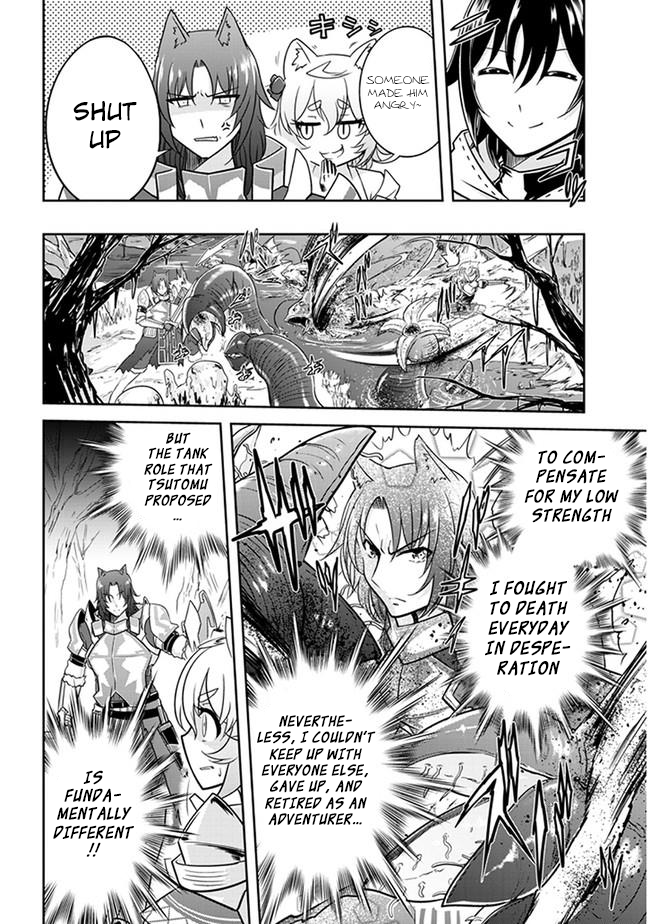 SOMEONE
MADE HIM
ANGRY~
SHUT
UP
キシシ
TO COM-
PENSATE
FOR MY LOW
STRENGTH
I FOUGHT
TO DEATH
EVERYDAY
IN DESPE-
RATION
NEVERTHE-
LESS, I COULDN'T
KEEP UP WITH
EVERYONE ELSE,
GAVE UP, AND
RETIRED AS AN
ADVENTURER...
BUT
THE TANK
ROLE THAT
TSUTOMU
PROPOSED
...
IS
FUNDA-
MENTALLY
DIFFERENT
!!